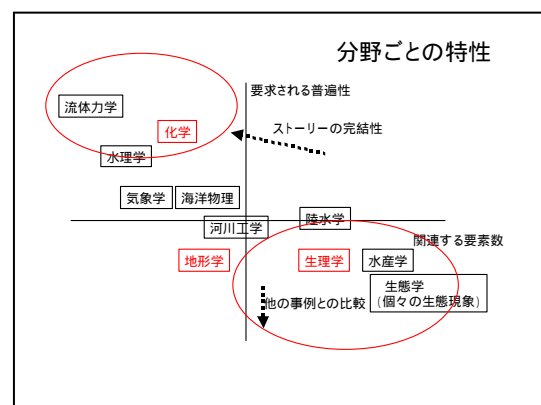 分野ごとの特性
要求される普遍性
流体力学
化学
ストーリーの完結性
水理学
気象学
海洋物理
陸水学
河川工学
関連する要素数
地形学
生理学
水産学
生態学
(個々の生態現象)
他の事例との比較